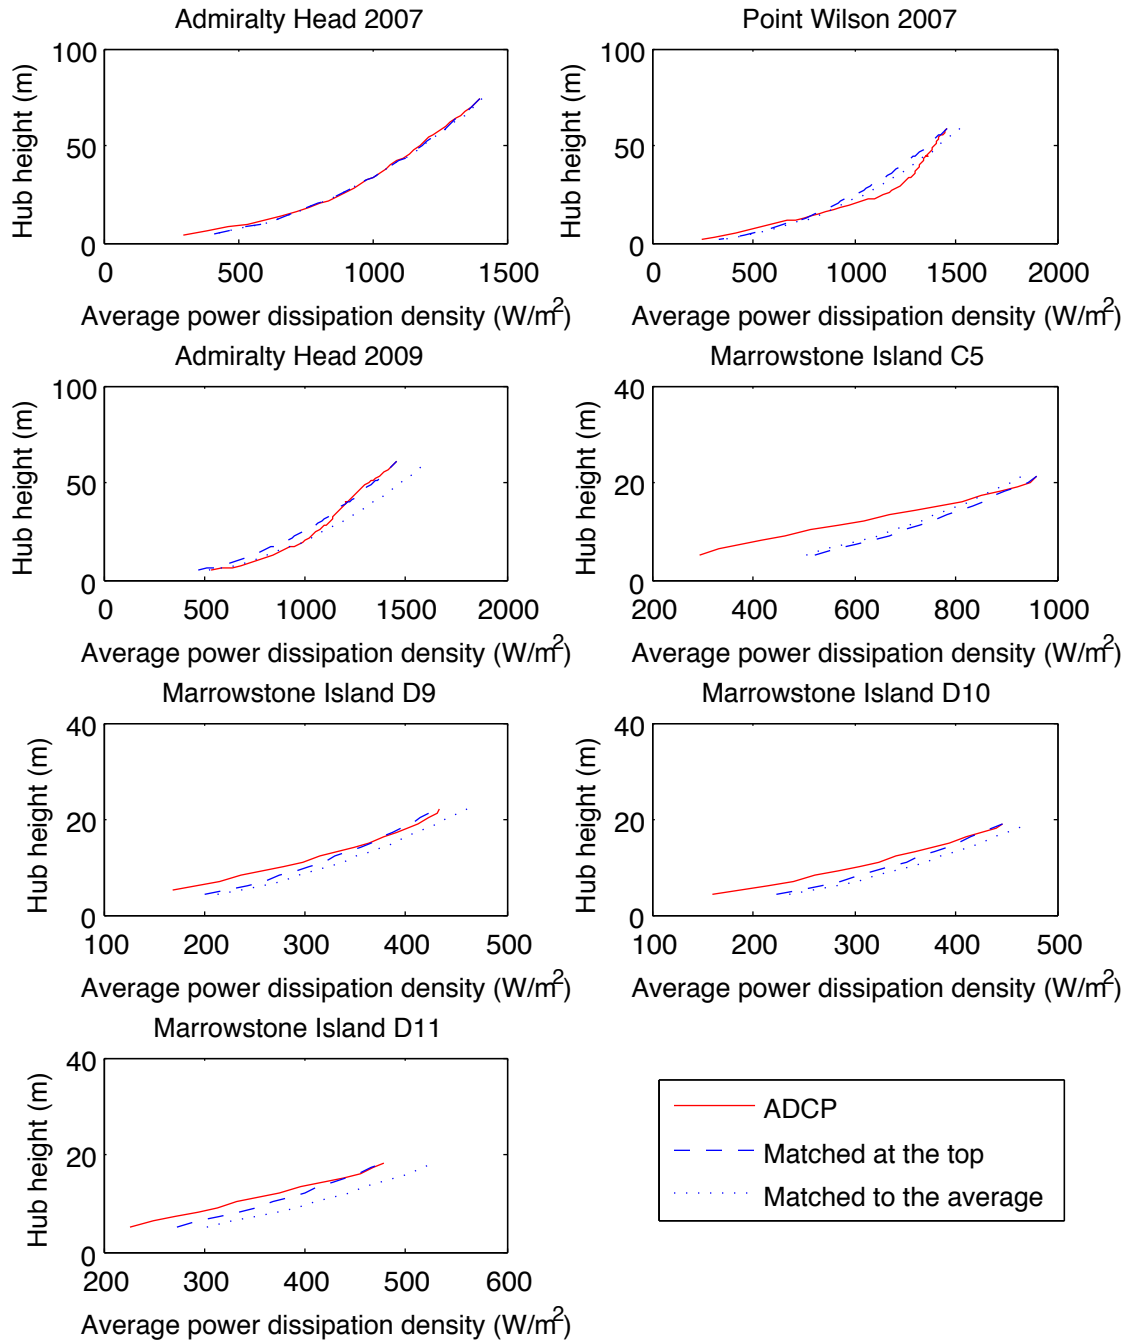 Admiralty Head 2007
Hub height (m)
100
50
0
0 500 1000 1500
Average power dissipation density (W/m²)
Point Wilson 2007
Hub height (m)
100
50
0
0 500 1000 1500 2000
Average power dissipation density (W/m²)
Admiralty Head 2009
Hub height (m)
100
50
0
0 500 1000 1500 2000
Average power dissipation density (W/m²)
Marrowstone Island C5
Hub height (m)
40
20
0
200 400 600 800 1000
Average power dissipation density (W/m²)
Marrowstone Island D9
Hub height (m)
40
20
0
100 200 300 400 500
Average power dissipation density (W/m²)
Marrowstone Island D10
Hub height (m)
40
20
0
100 200 300 400 500
Average power dissipation density (W/m²)
Marrowstone Island D11
Hub height (m)
40
20
0
200 300 400 500 600
Average power dissipation density (W/m²)
ADCP
Matched at the top
Matched to the average